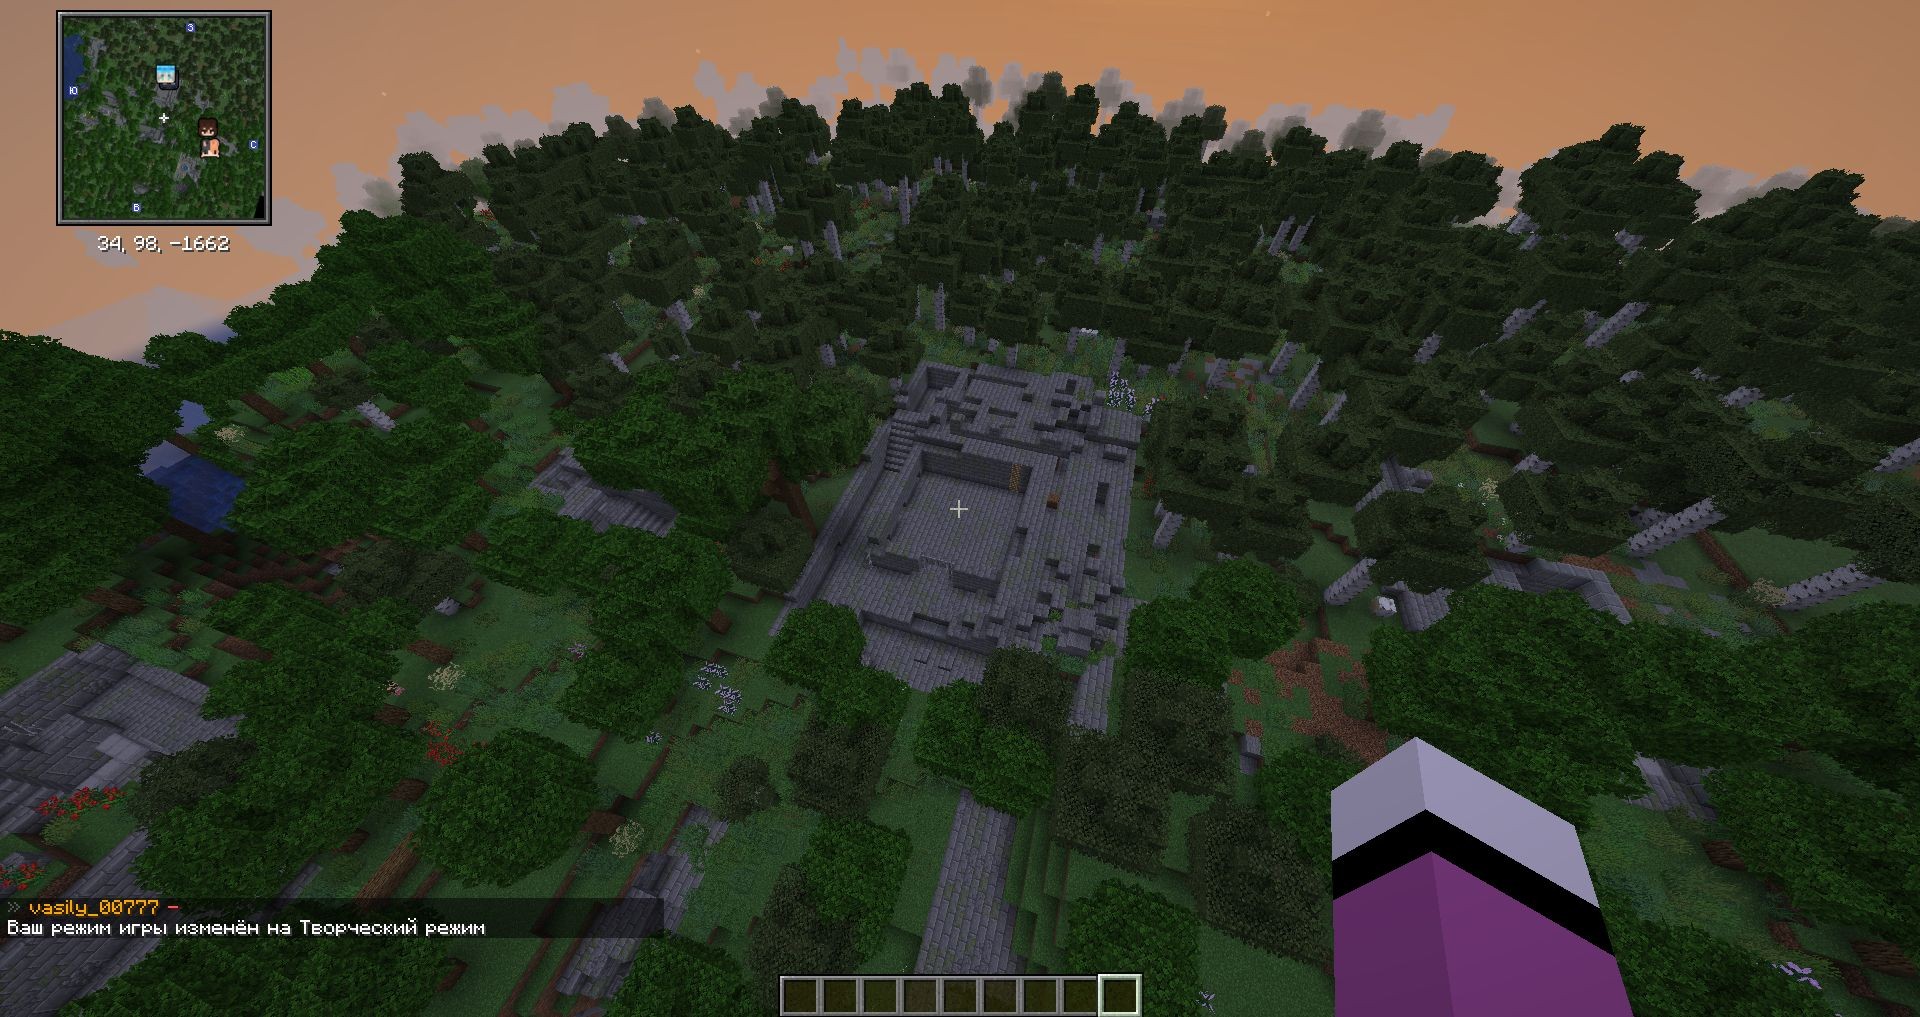 З
Ю
С
В
34, 98, -1662
» vasily_00777 -
Ваш режим игры изменён на Творческий режим